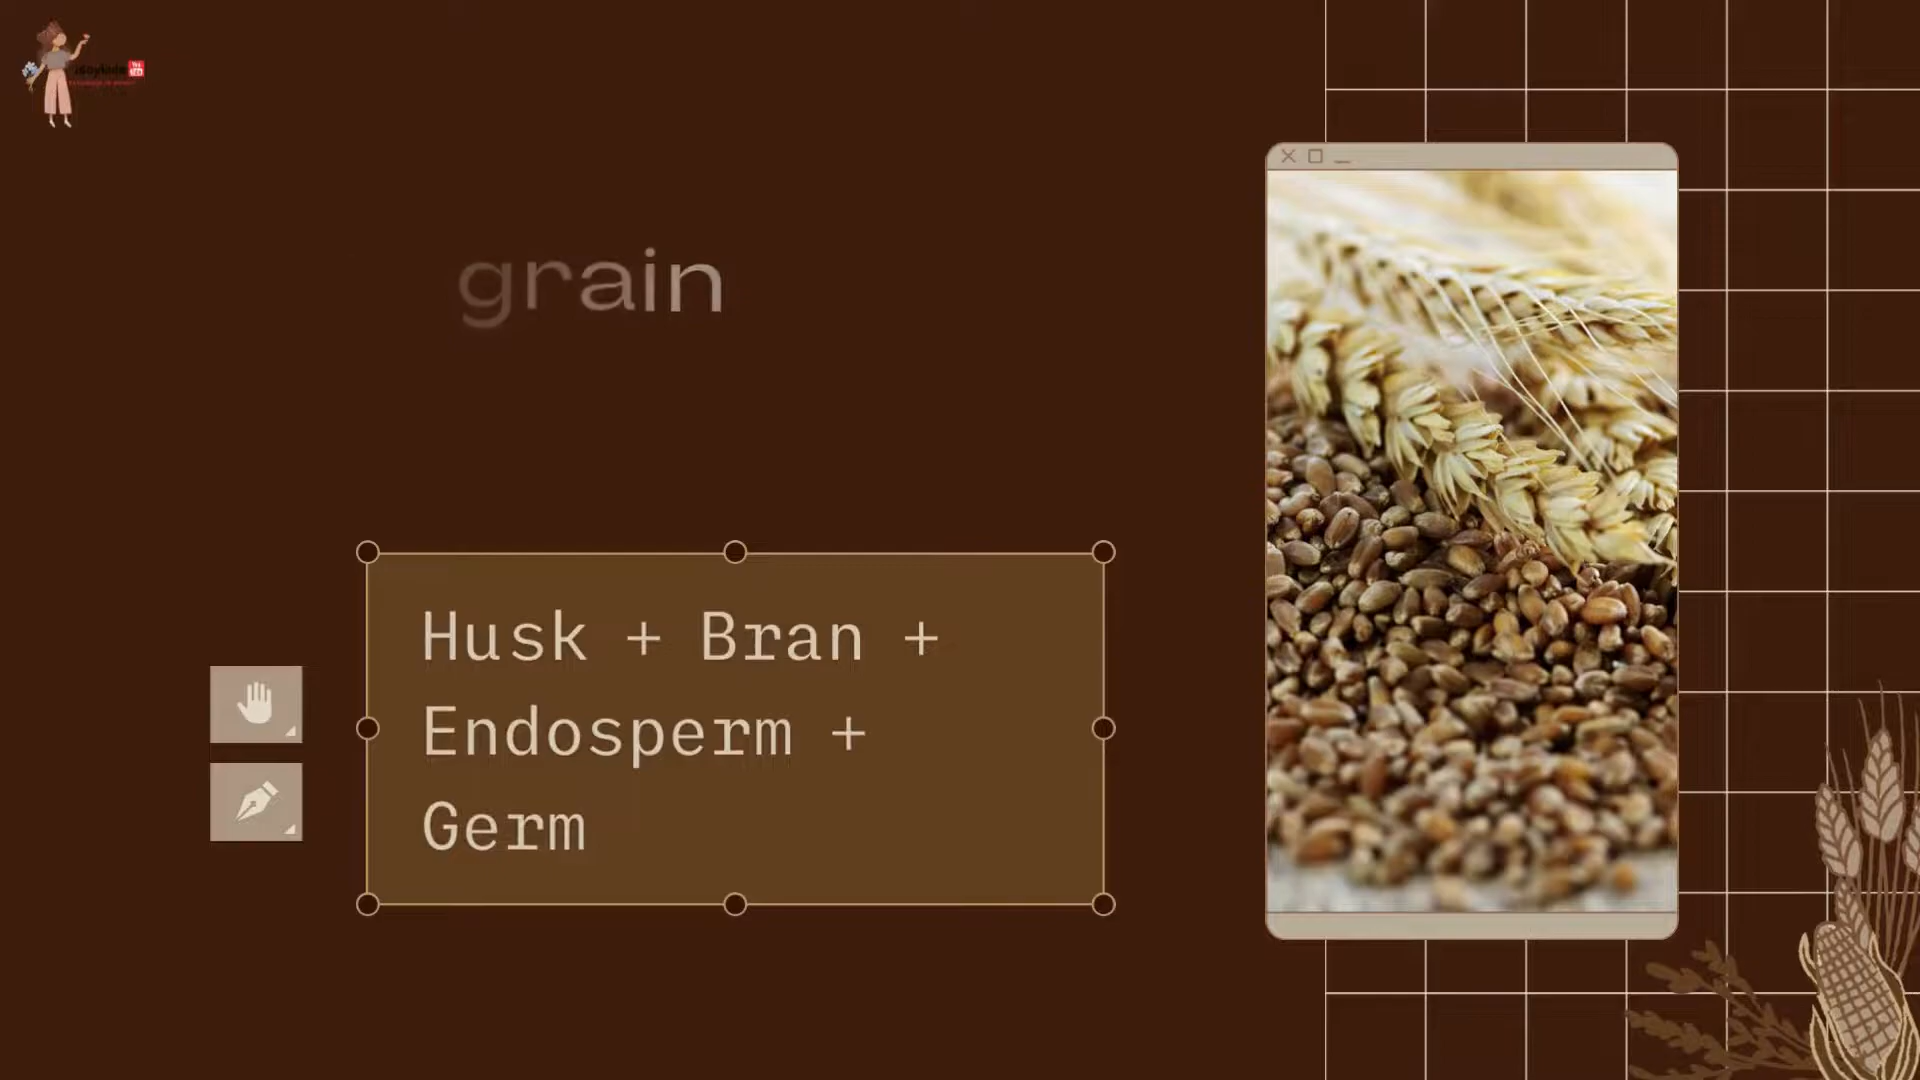 grain
Husk + Bran +
Endosperm +
Germ